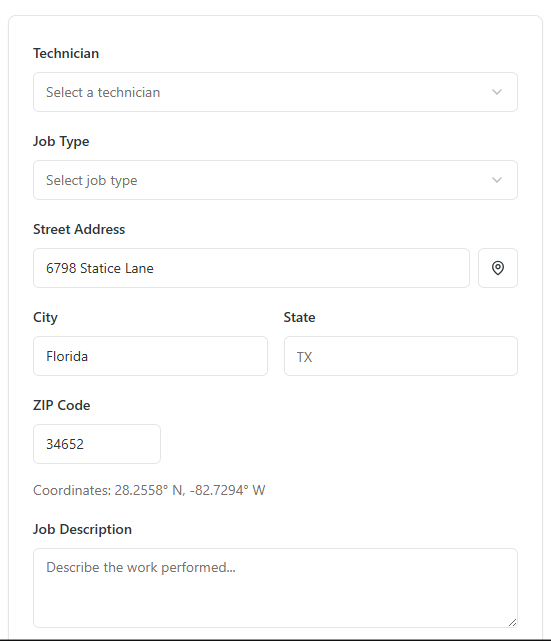 Technician
Select a technician
Job Type
Select job type
Street Address
6798 Statice Lane
City State
Florida TX
ZIP Code
34652
Coordinates: 28.2558° N, -82.7294° W
Job Description
Describe the work performed...